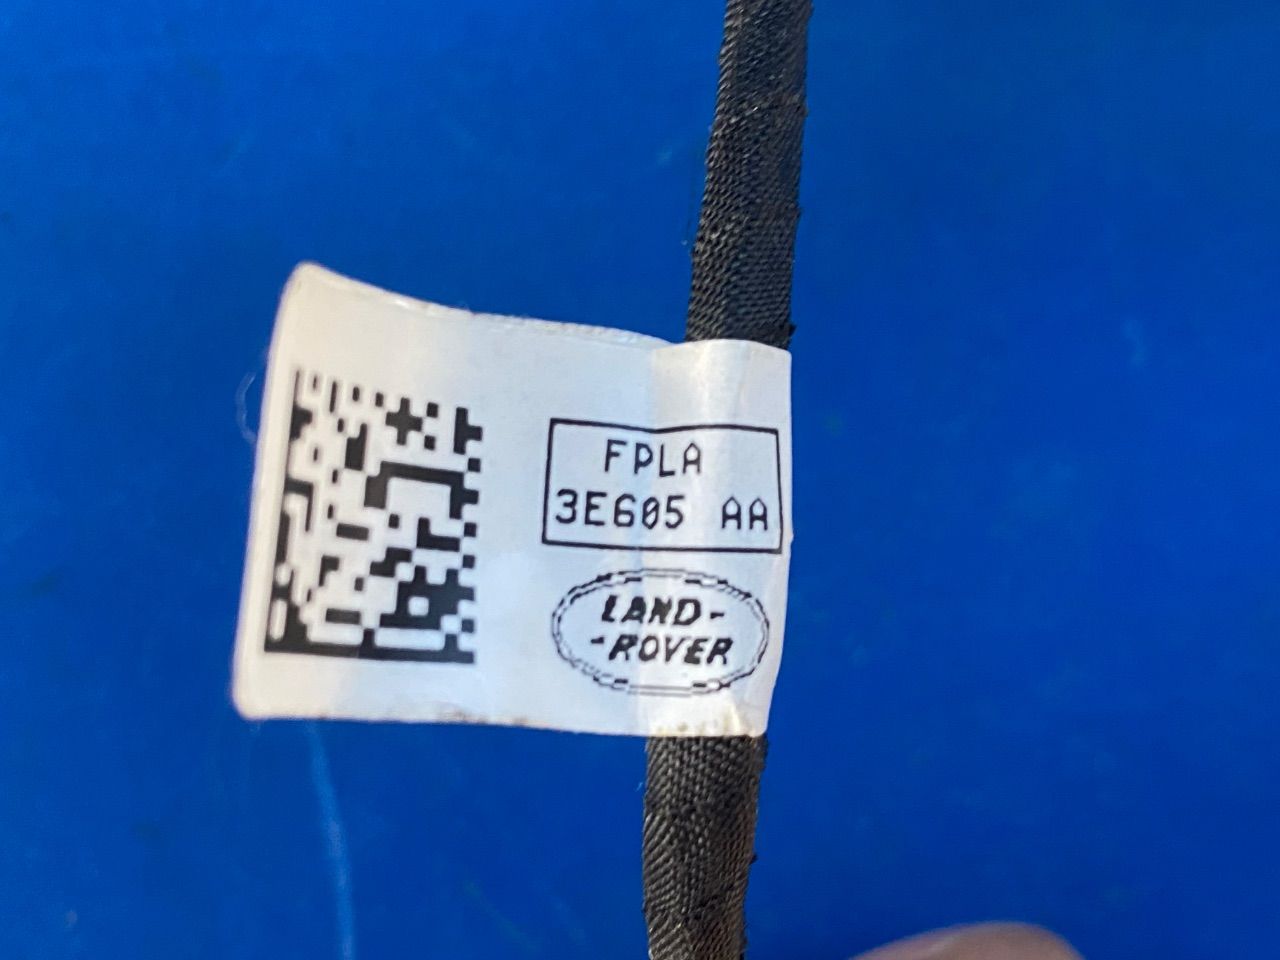 FPLA
3E605 AA
LAND-
-ROVER